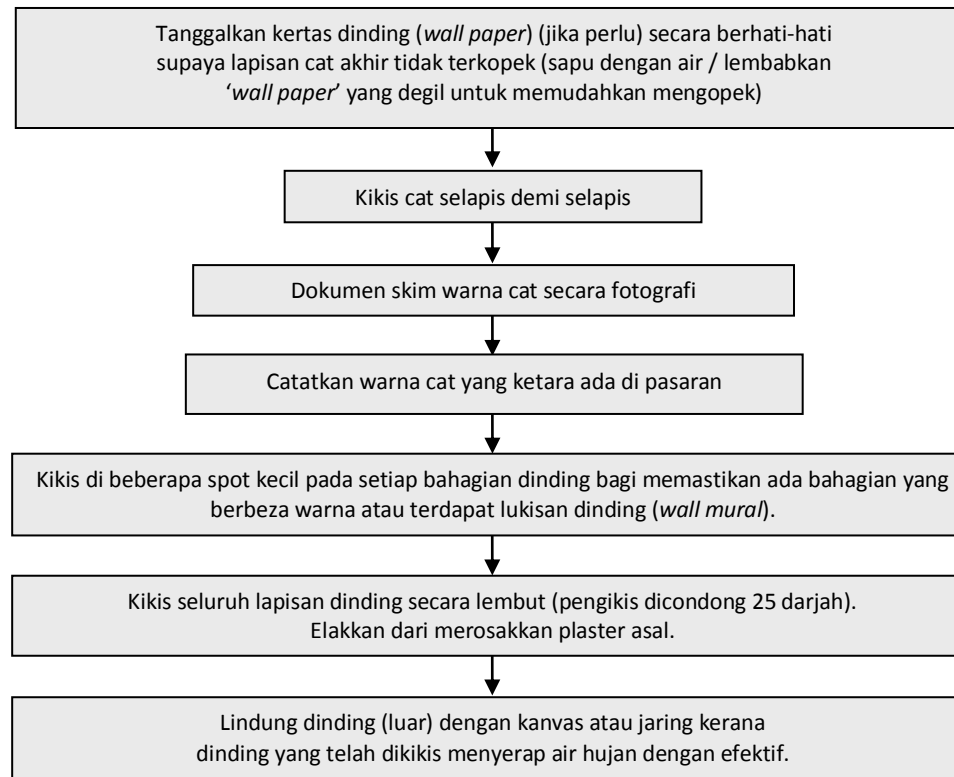 Tanggalkan kertas dinding (wall paper) (jika perlu) secara berhati-hati
supaya lapisan cat akhir tidak terkopek (sapu dengan air / lembabkan
‘wall paper’ yang degil untuk memudahkan mengopek)
Kikis cat selapis demi selapis
Dokumen skim warna cat secara fotografi
Catatkan warna cat yang ketara ada di pasaran
Kikis di beberapa spot kecil pada setiap bahagian dinding bagi memastikan ada bahagian yang
berbeza warna atau terdapat lukisan dinding (wall mural).
Kikis seluruh lapisan dinding secara lembut (pengikis dicondong 25 darjah).
Elakkan dari merosakkan plaster asal.
Lindung dinding (luar) dengan kanvas atau jaring kerana
dinding yang telah dikikis menyerap air hujan dengan efektif.